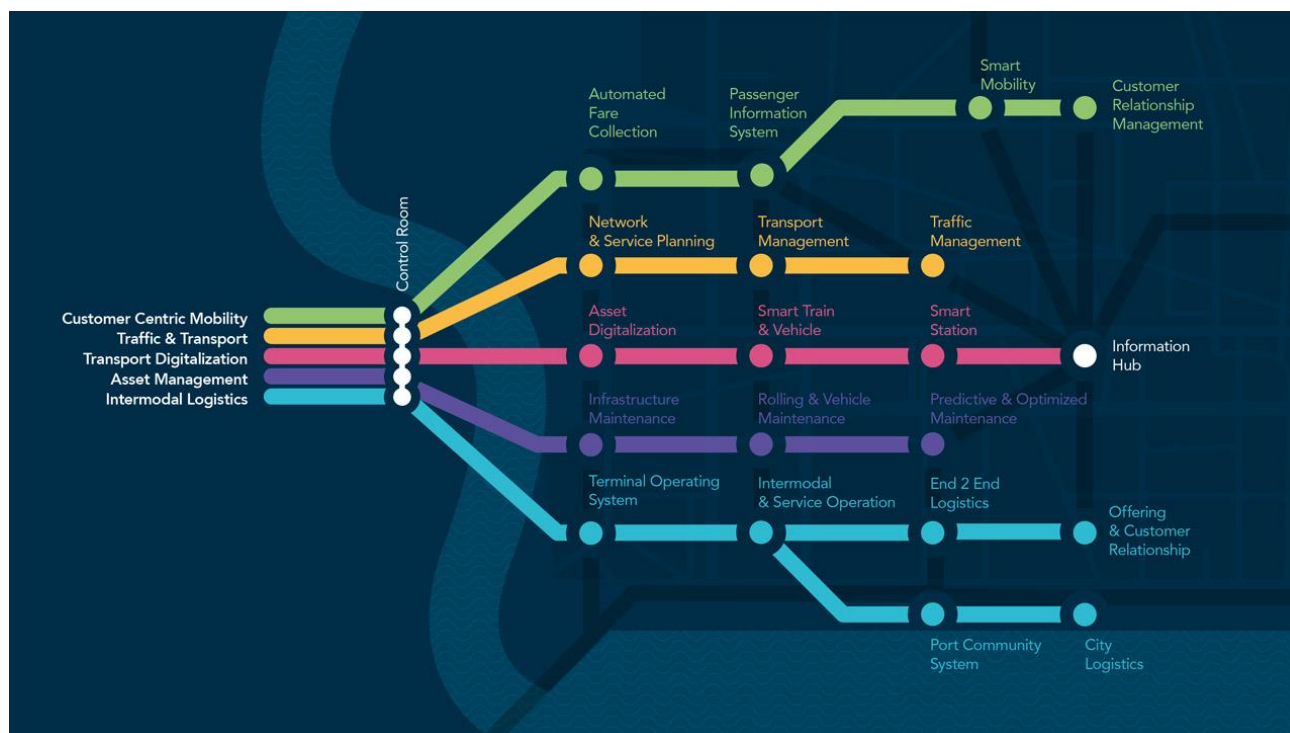 Smart
Mobility
Customer
Relationship
Management
Automated
Fare
Collection
Passenger
Information
System
Control Room
Network
& Service Planning
Transport
Management
Traffic
Management
Customer Centric Mobility
Traffic & Transport
Transport Digitalization
Asset Management
Intermodal Logistics
Asset
Digitalization
Smart Train
& Vehicle
Smart
Station
Information
Hub
Infrastructure
Maintenance
Rolling & Vehicle
Maintenance
Predictive & Optimized
Maintenance
Terminal Operating
System
Intermodal
& Service Operation
End 2 End
Logistics
Offering
& Customer
Relationship
Port Community
System
City
Logistics